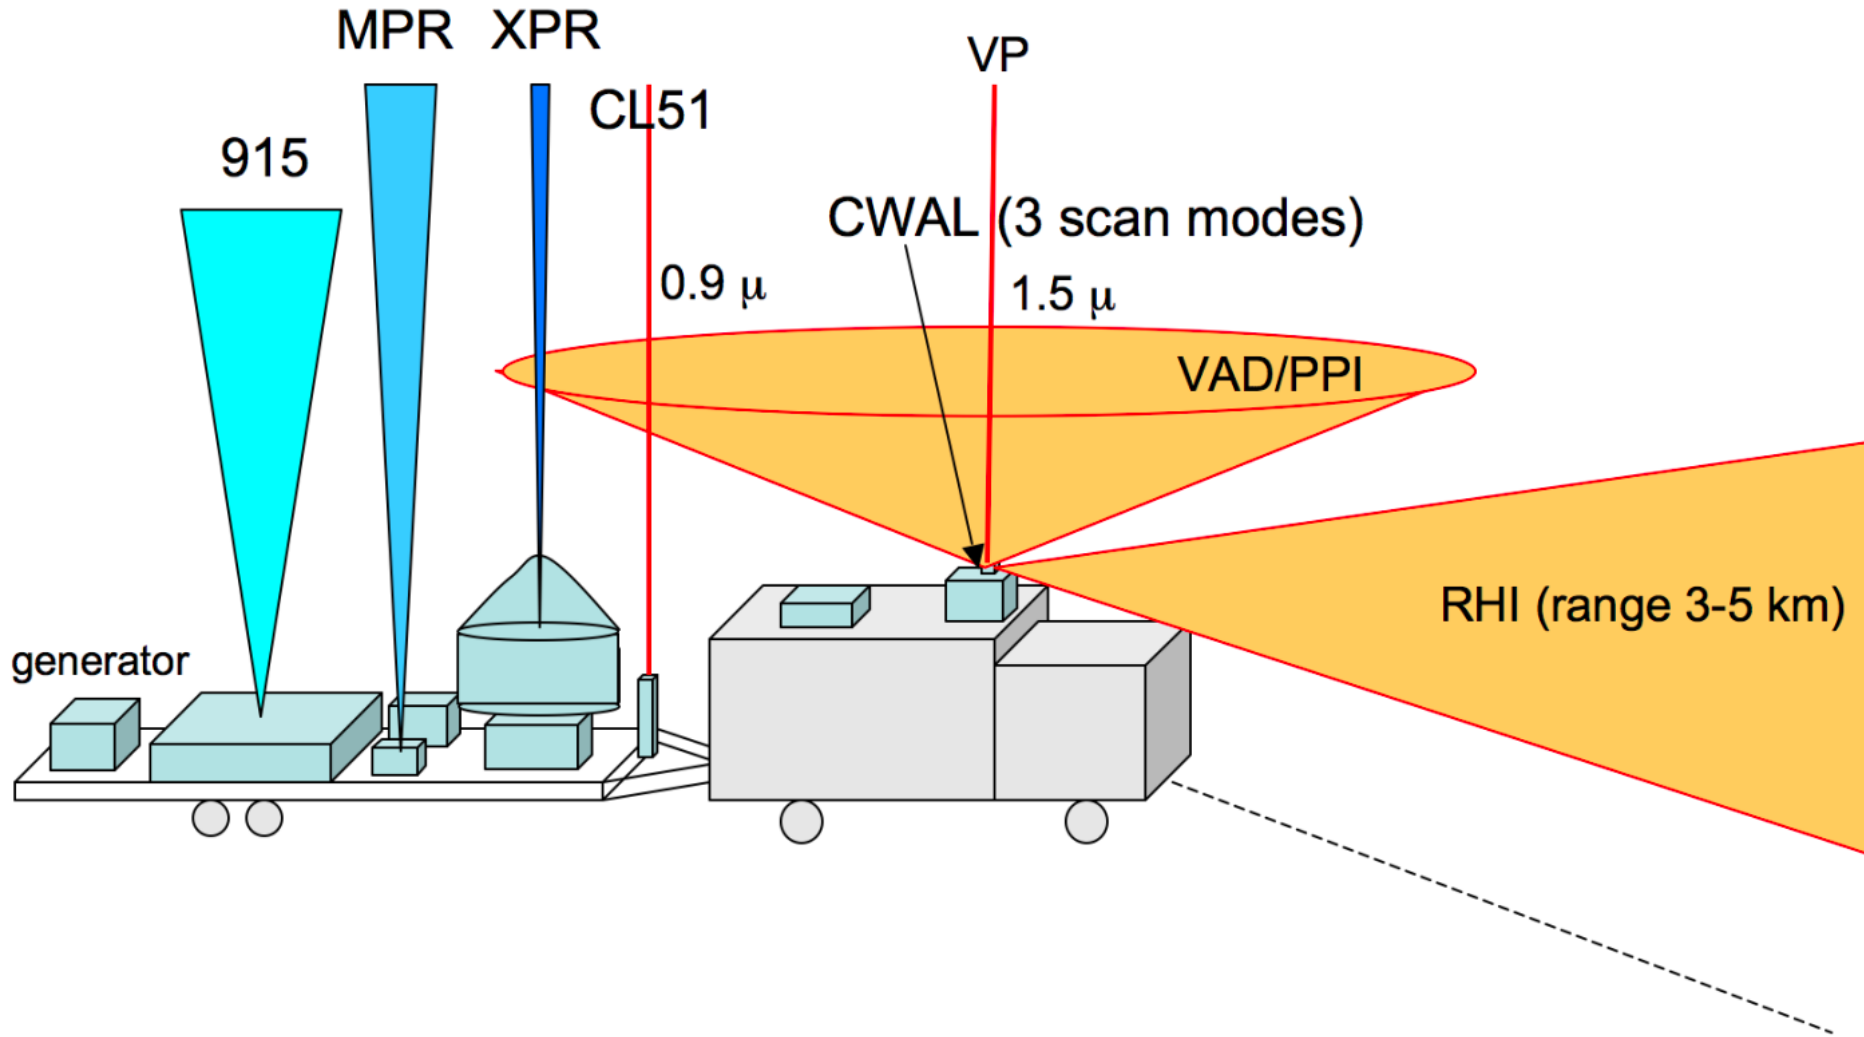 MPR XPR
VP
CL51
915
CWAL (3 scan modes)
0.9 μ
1.5 μ
VAD/PPI
RHI (range 3-5 km)
generator